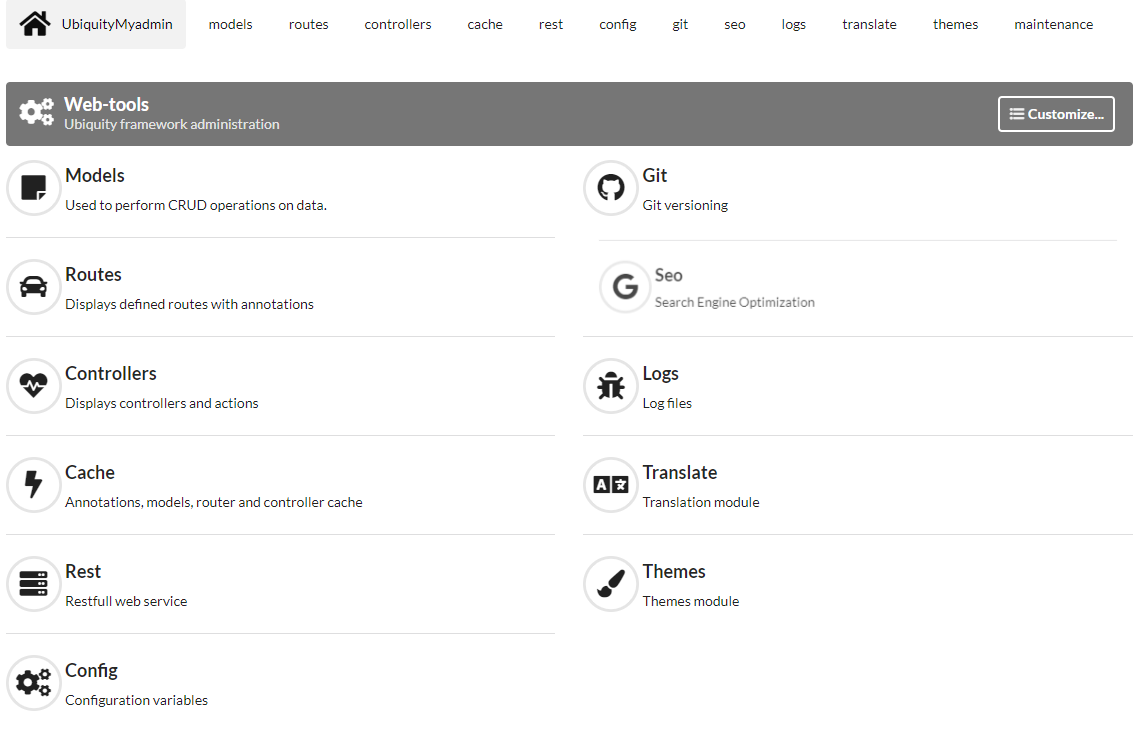 UbiquityMyadmin models routes controllers cache rest config git seo logs translate themes maintenance
Web-tools
Ubiquity framework administration
Customize...
Models
Used to perform CRUD operations on data.
Routes
Displays defined routes with annotations
Controllers
Displays controllers and actions
Cache
Annotations, models, router and controller cache
Rest
Restfull web service
Config
Configuration variables
Git
Git versioning
Seo
Search Engine Optimization
Logs
Log files
Translate
Translation module
Themes
Themes module